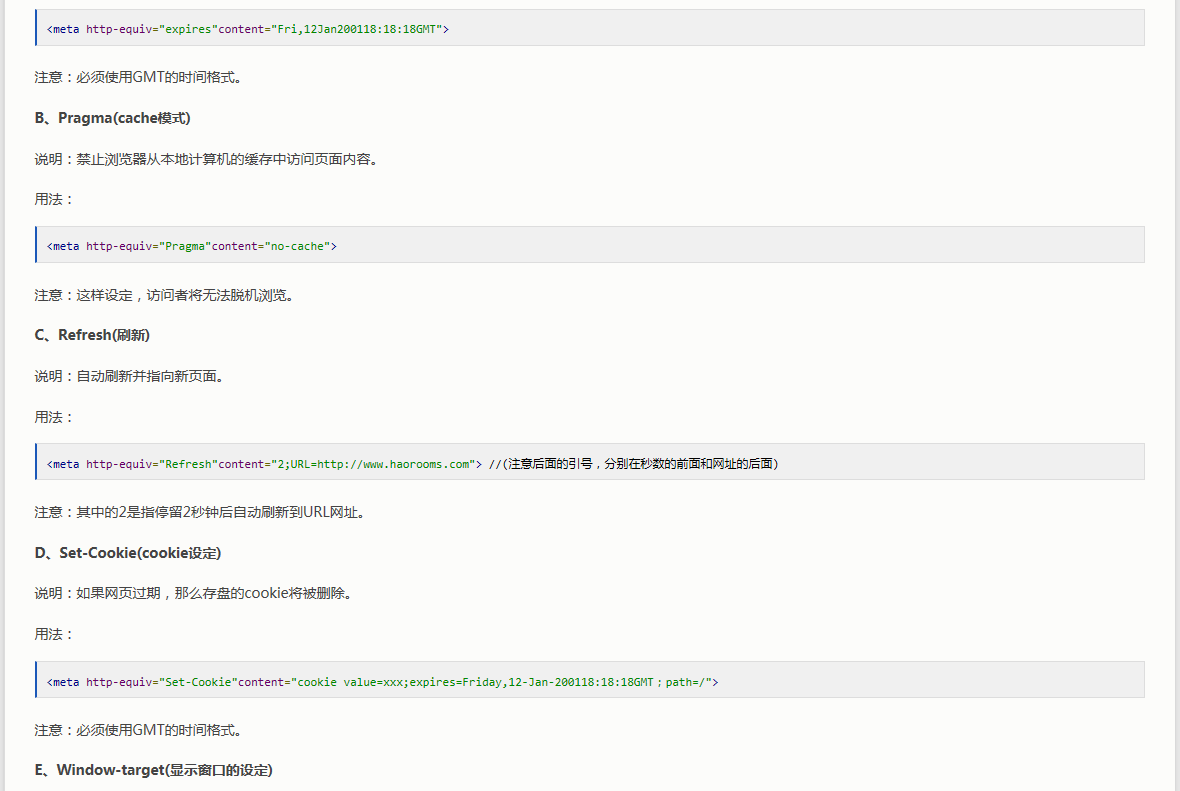 <meta http-equiv="expires"content="Fri,12Jan200118:18:18GMT">
注意：必须使用GMT的时间格式。
B、Pragma(cache模式)
说明：禁止浏览器从本地计算机的缓存中访问页面内容。
用法：
<meta http-equiv="Pragma"content="no-cache">
注意：这样设定，访问者将无法脱机浏览。
C、Refresh(刷新)
说明：自动刷新并指向新页面。
用法：
<meta http-equiv="Refresh"content="2;URL=http://www.haorooms.com"> //(注意后面的引号，分别在秒数的前面和网址的后面)
注意：其中的2是指停留2秒钟后自动刷新到URL网址。
D、Set-Cookie(cookie设定)
说明：如果网页过期，那么存盘的cookie将被删除。
用法：
<meta http-equiv="Set-Cookie"content="cookie value=xxx;expires=Friday,12-Jan-200118:18:18GMT；path=/">
注意：必须使用GMT的时间格式。
E、Window-target(显示窗口的设定)